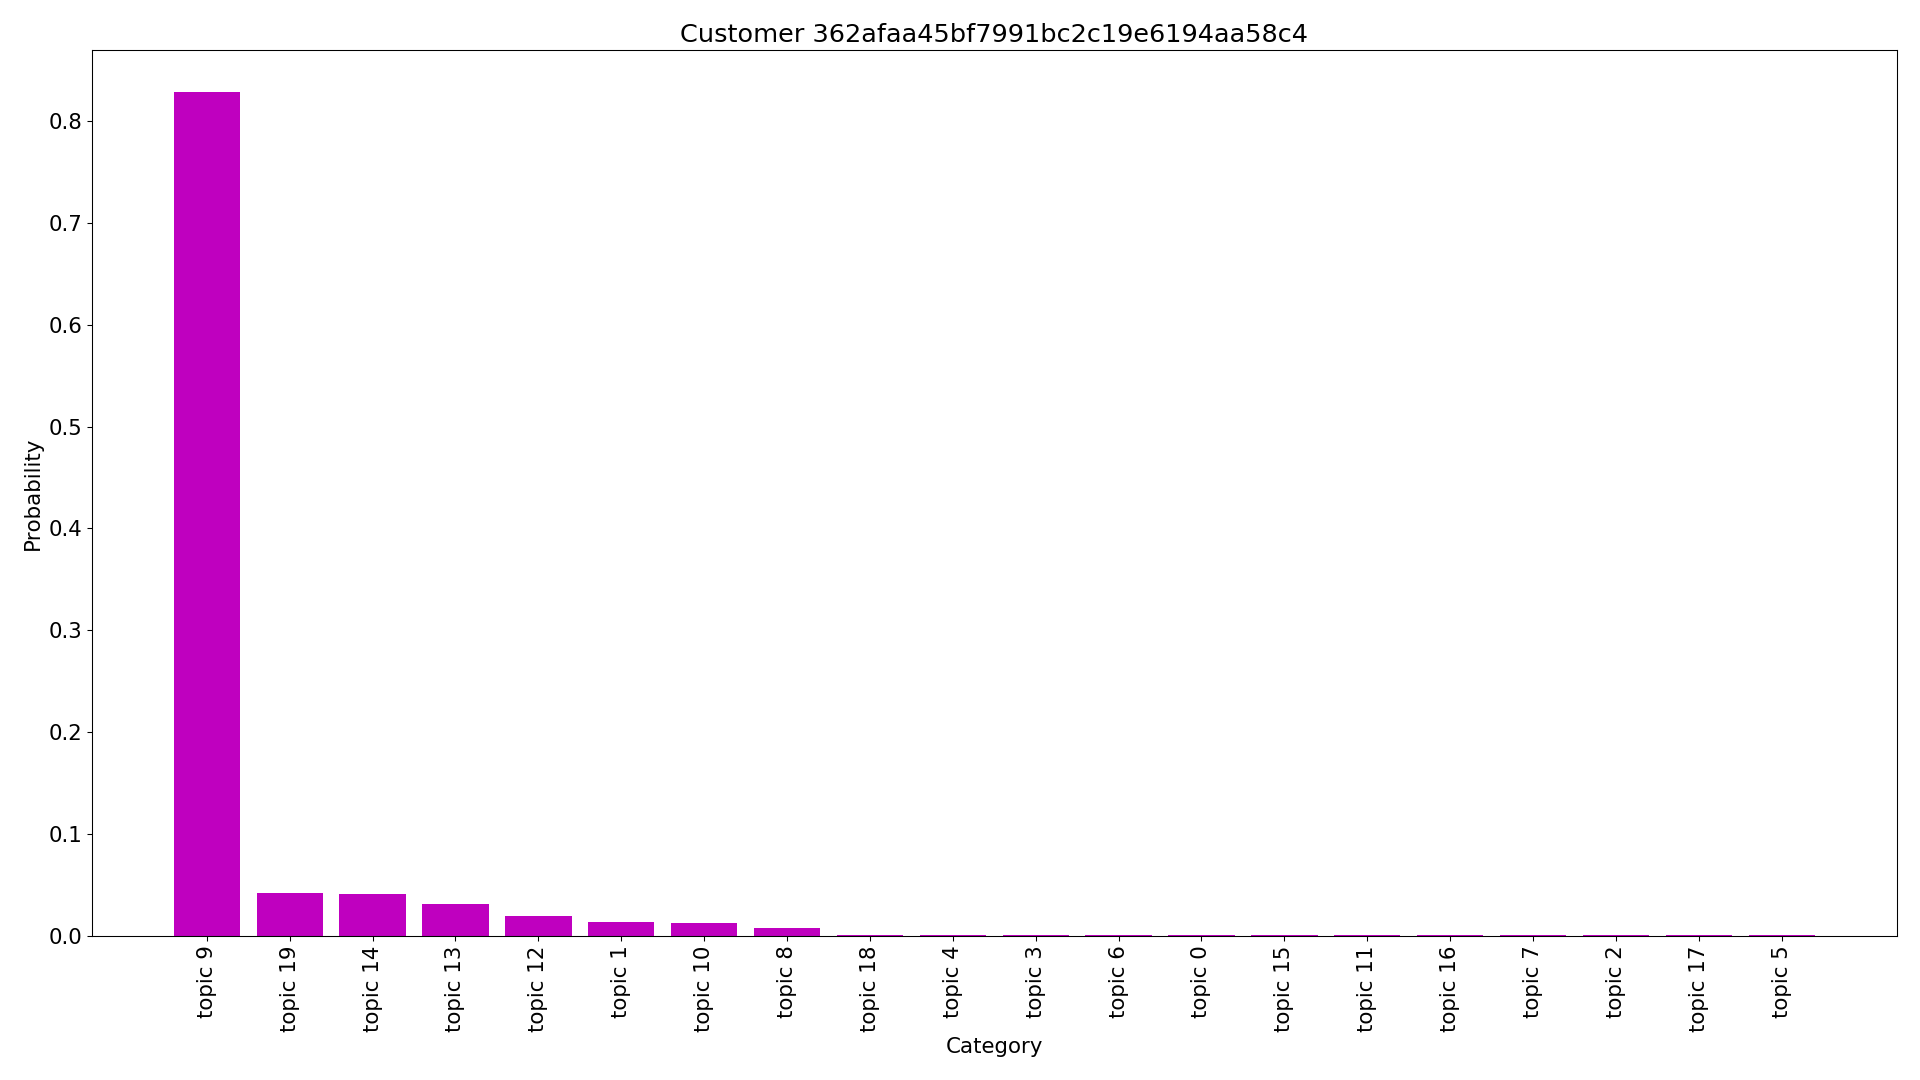 Customer 362afaa45bf7991bc2c19e6194aa58c4
Probability
0.8
0.7
0.6
0.5
0.4
0.3
0.2
0.1
0.0
topic 9
topic 19
topic 14
topic 13
topic 12
topic 1
topic 10
topic 8
topic 18
topic 4
topic 3
topic 6
topic 0
topic 15
topic 11
topic 16
topic 7
topic 2
topic 17
topic 5
Category